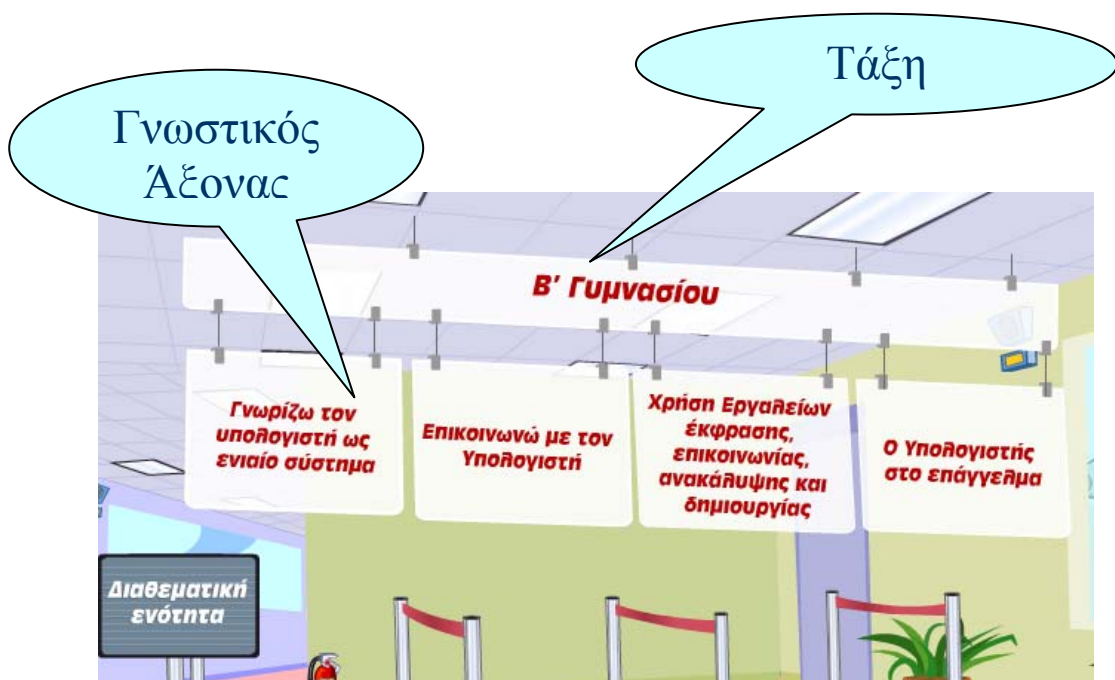 Τάξη
Γνωστικός
Άξονας
Β' Γυμνασίου
Γνωρίζω τον
υπολογιστή ως
ενιαίο σύστημα
Επικοινωνώ με τον
Υπολογιστή
Χρήση Εργαλείων
έκφρασης,
επικοινωνίας,
ανακάλυψης και
δημιουργίας
Ο Υπολογιστής
στο επάγγελμα
Διαθεματική
ενότητα